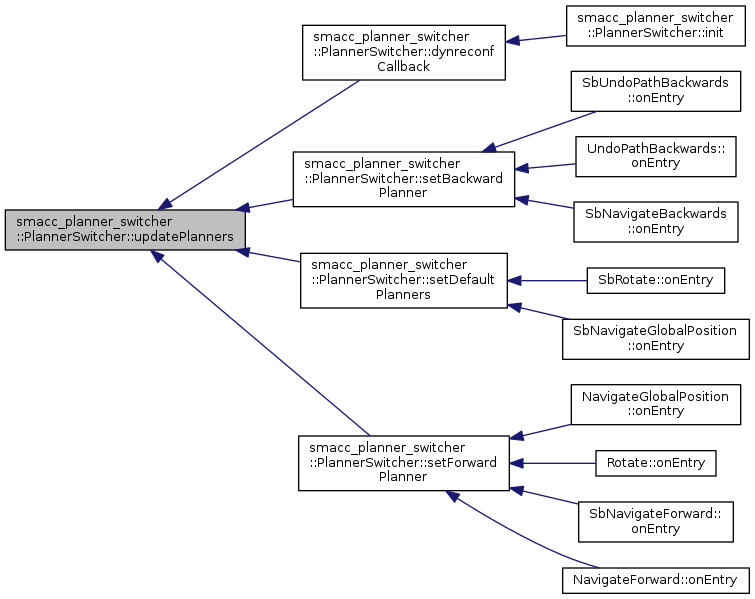 smacc_planner_switcher
::PlannerSwitcher::updatePlanners
smacc_planner_switcher
::PlannerSwitcher::dynreconf
Callback
smacc_planner_switcher
::PlannerSwitcher::init
smacc_planner_switcher
::PlannerSwitcher::setBackward
Planner
SbUndoPathBackwards
::onEntry
UndoPathBackwards::
onEntry
SbNavigateBackwards
::onEntry
smacc_planner_switcher
::PlannerSwitcher::setDefault
Planners
SbRotate::onEntry
SbNavigateGlobalPosition
::onEntry
smacc_planner_switcher
::PlannerSwitcher::setForward
Planner
NavigateGlobalPosition
::onEntry
Rotate::onEntry
SbNavigateForward::
onEntry
NavigateForward::onEntry